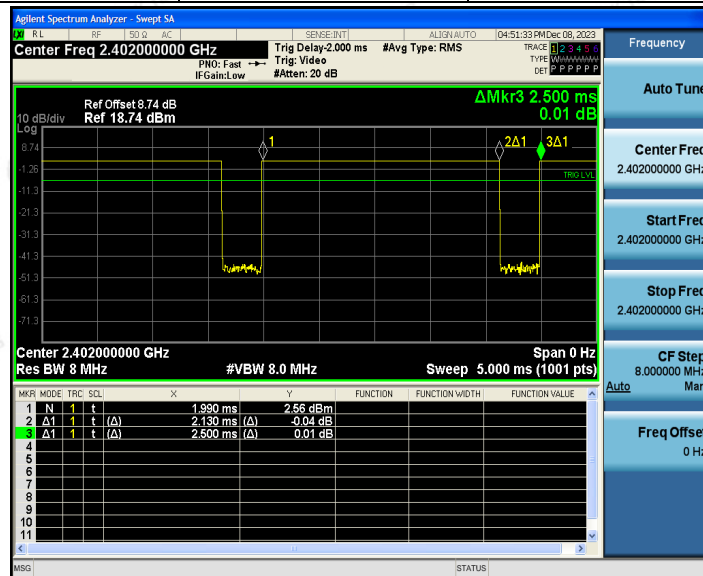 Agilent Spectrum Analyzer - Swept SA
LXI RL RF 50 Ω AC SENSE:INT ALIGN AUTO 04:51:33 PM Dec 08, 2023
Center Freq 2.402000000 GHz
PNO: Fast
IFGain:Low
Trig Delay-2.000 ms
Trig: Video
#Atten: 20 dB
#Avg Type: RMS
TRACE 1 2 3 4 5 6
TYPE
DET P P P P P P
Frequency
ΔMkr3 2.500 ms
0.01 dB
Ref Offset 8.74 dB
Ref 18.74 dBm
10 dB/div
Log
8.74
-1.26
-11.3
-21.3
-31.3
-41.3
-51.3
-61.3
-71.3
1
2Δ1
3Δ1
TRIG LVL
Center 2.402000000 GHz Span 0 Hz
Res BW 8 MHz #VBW 8.0 MHz Sweep 5.000 ms (1001 pts)
MKR MODE TRC SCL X Y FUNCTION FUNCTION WIDTH FUNCTION VALUE
1 N 1 t 1.990 ms 2.56 dBm
2 Δ1 1 t (Δ) 2.130 ms (Δ) -0.04 dB
3 Δ1 1 t (Δ) 2.500 ms (Δ) 0.01 dB
4
5
6
7
8
9
10
11
MSG STATUS
Auto Tune
Center Freq
2.402000000 GHz
Start Freq
2.402000000 GHz
Stop Freq
2.402000000 GHz
CF Step
8.000000 MHz
Auto Man
Freq Offset
0 Hz